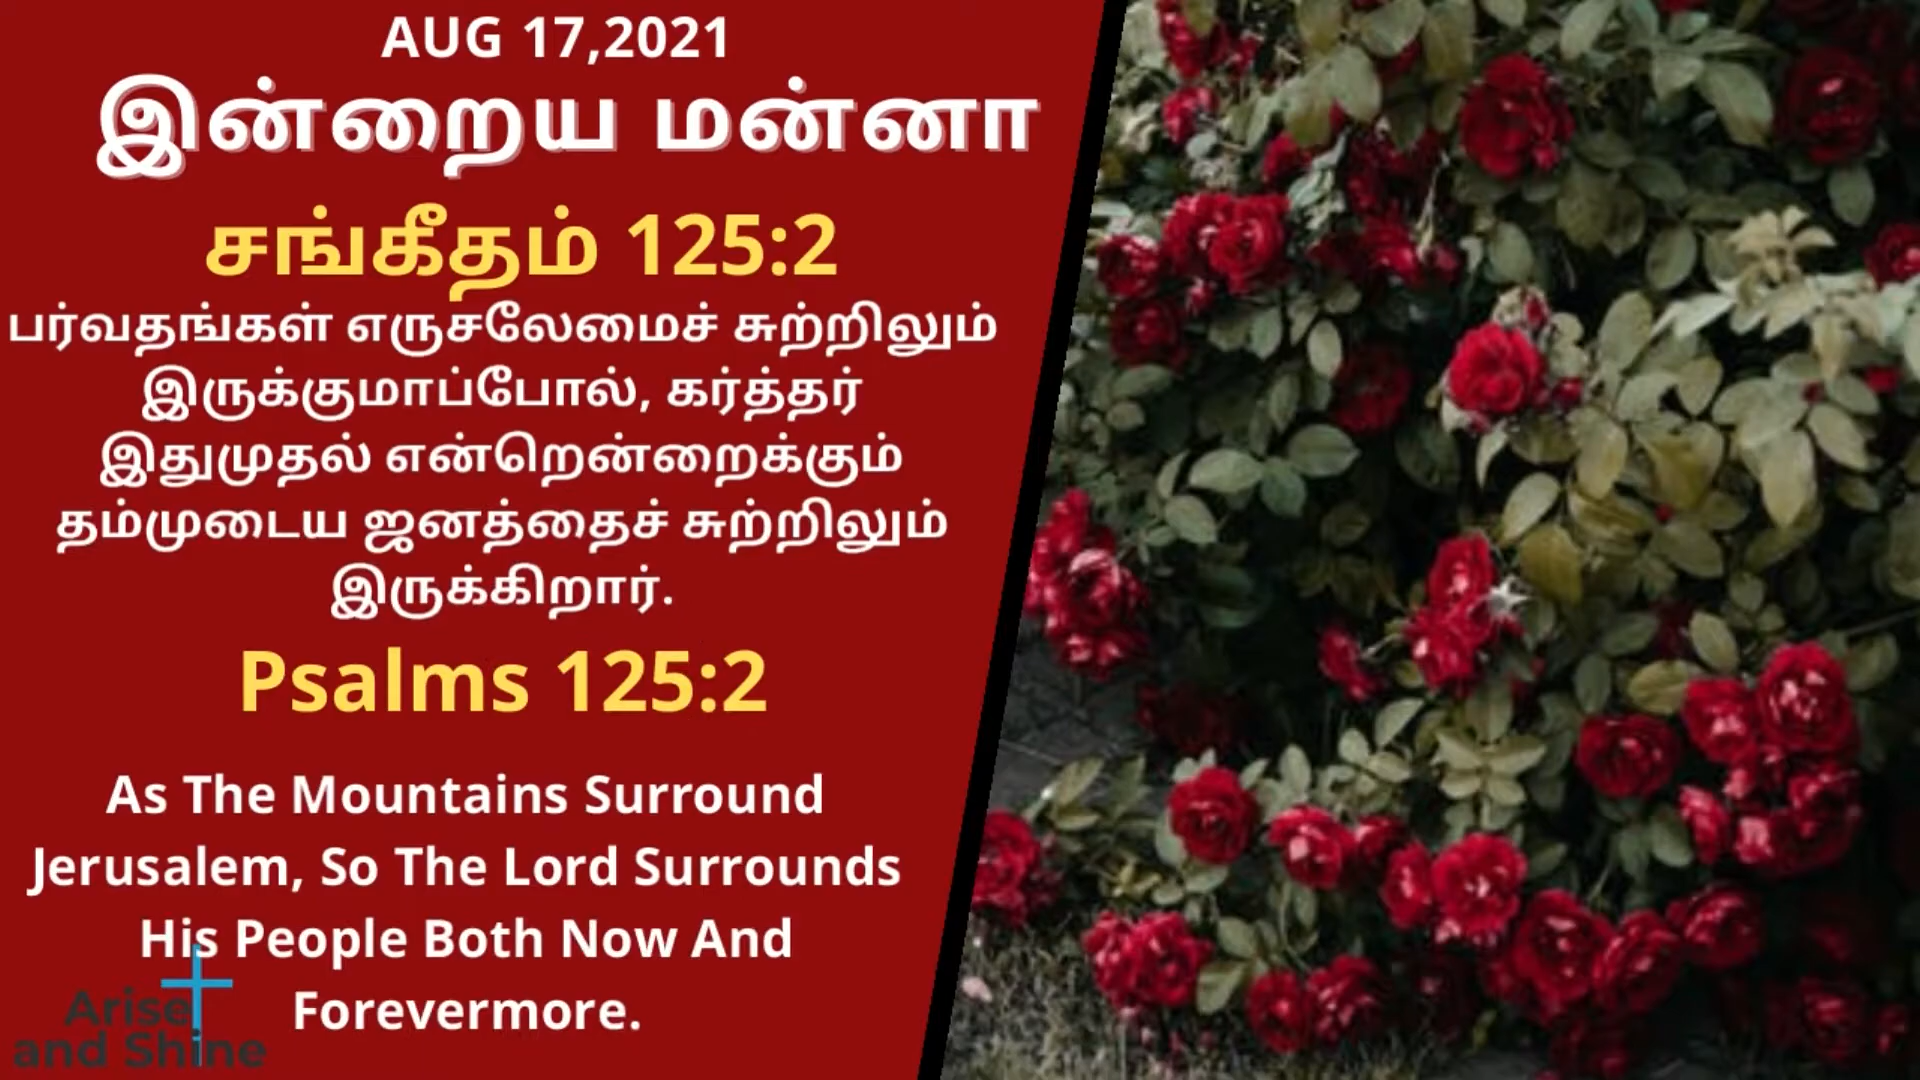 AUG 17,2021
இன்றைய மன்னா
சங்கீதம் 125:2
பர்வதங்கள் எருசலேமைச் சுற்றிலும்
இருக்குமாப்போல், கர்த்தர்
இதுமுதல் என்றென்றைக்கும்
தம்முடைய ஜனத்தைச் சுற்றிலும்
இருக்கிறார்.
Psalms 125:2
As The Mountains Surround
Jerusalem, So The Lord Surrounds
His People Both Now And
Forevermore.
Arise
and Shine